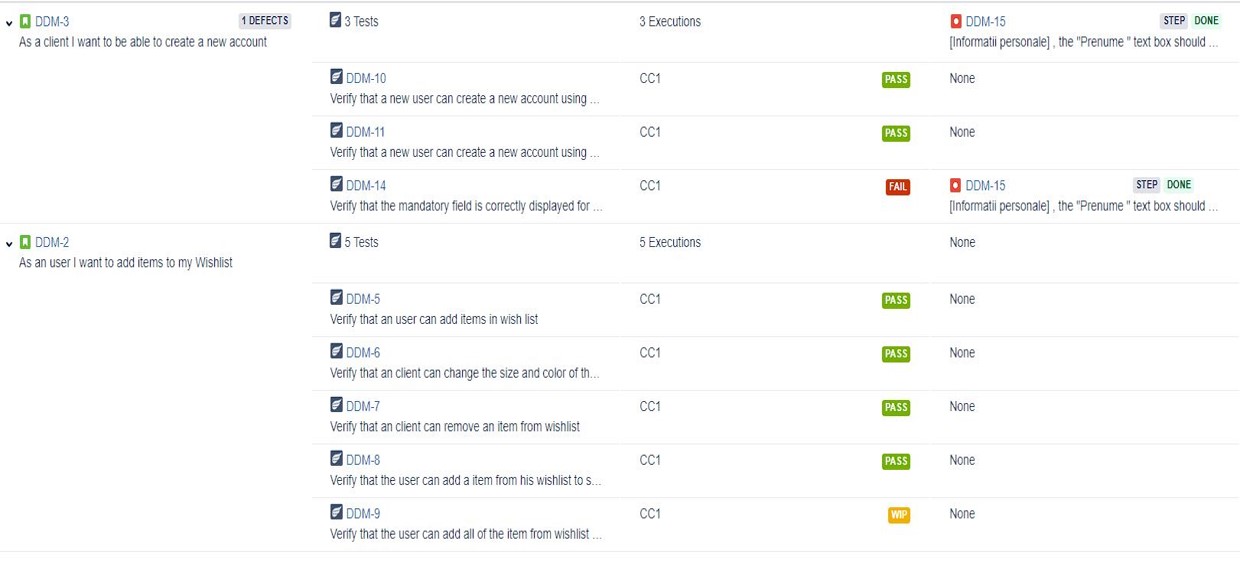 DDM-3 1 DEFECTS 3 Tests 3 Executions DDM-15 STEP DONE
As a client I want to be able to create a new account [Informatii personale] , the "Prenume " text box should ...
DDM-10 CC1 PASS None
Verify that a new user can create a new account using ...
DDM-11 CC1 PASS None
Verify that a new user can create a new account using ...
DDM-14 CC1 FAIL DDM-15 STEP DONE
Verify that the mandatory field is correctly displayed for ... [Informatii personale] , the "Prenume " text box should ...
DDM-2 5 Tests 5 Executions None
As an user I want to add items to my Wishlist
DDM-5 CC1 PASS None
Verify that an user can add items in wish list
DDM-6 CC1 PASS None
Verify that an client can change the size and color of th...
DDM-7 CC1 PASS None
Verify that an client can remove an item from wishlist
DDM-8 CC1 PASS None
Verify that the user can add a item from his wishlist to s...
DDM-9 CC1 WIP None
Verify that the user can add all of the item from wishlist ...